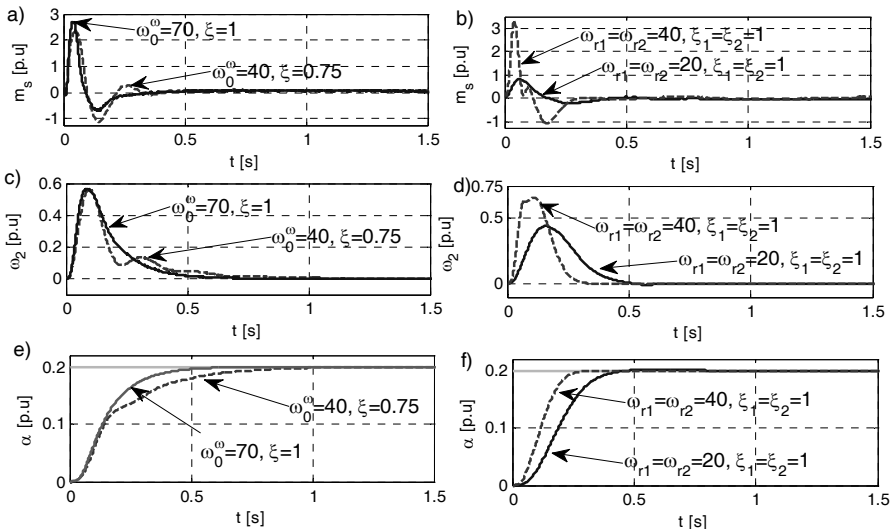 a)
m_s [p.u]
3
2
1
0
-1
ω_0^ω=70, ξ=1
ω_0^ω=40, ξ=0.75
0
0.5
1
1.5
t [s]
b)
m_s [p.u]
3
2
1
0
-1
ω_r1=ω_r2=40, ξ_1=ξ_2=1
ω_r1=ω_r2=20, ξ_1=ξ_2=1
0
0.5
1
1.5
t [s]
c)
ω_2 [p.u]
0.6
0.4
0.2
0
ω_0^ω=70, ξ=1
ω_0^ω=40, ξ=0.75
0
0.5
1
1.5
t [s]
d)
ω_2 [p.u]
0.75
0.5
0
ω_r1=ω_r2=40, ξ_1=ξ_2=1
ω_r1=ω_r2=20, ξ_1=ξ_2=1
0
0.5
1
1.5
t [s]
e)
α [p.u]
0.2
0.1
0
ω_0^ω=40, ξ=0.75
ω_0^ω=70, ξ=1
0
0.5
1
1.5
t [s]
f)
α [p.u]
0.2
0.1
0
ω_r1=ω_r2=40, ξ_1=ξ_2=1
ω_r1=ω_r2=20, ξ_1=ξ_2=1
0
0.5
1
1.5
t [s]